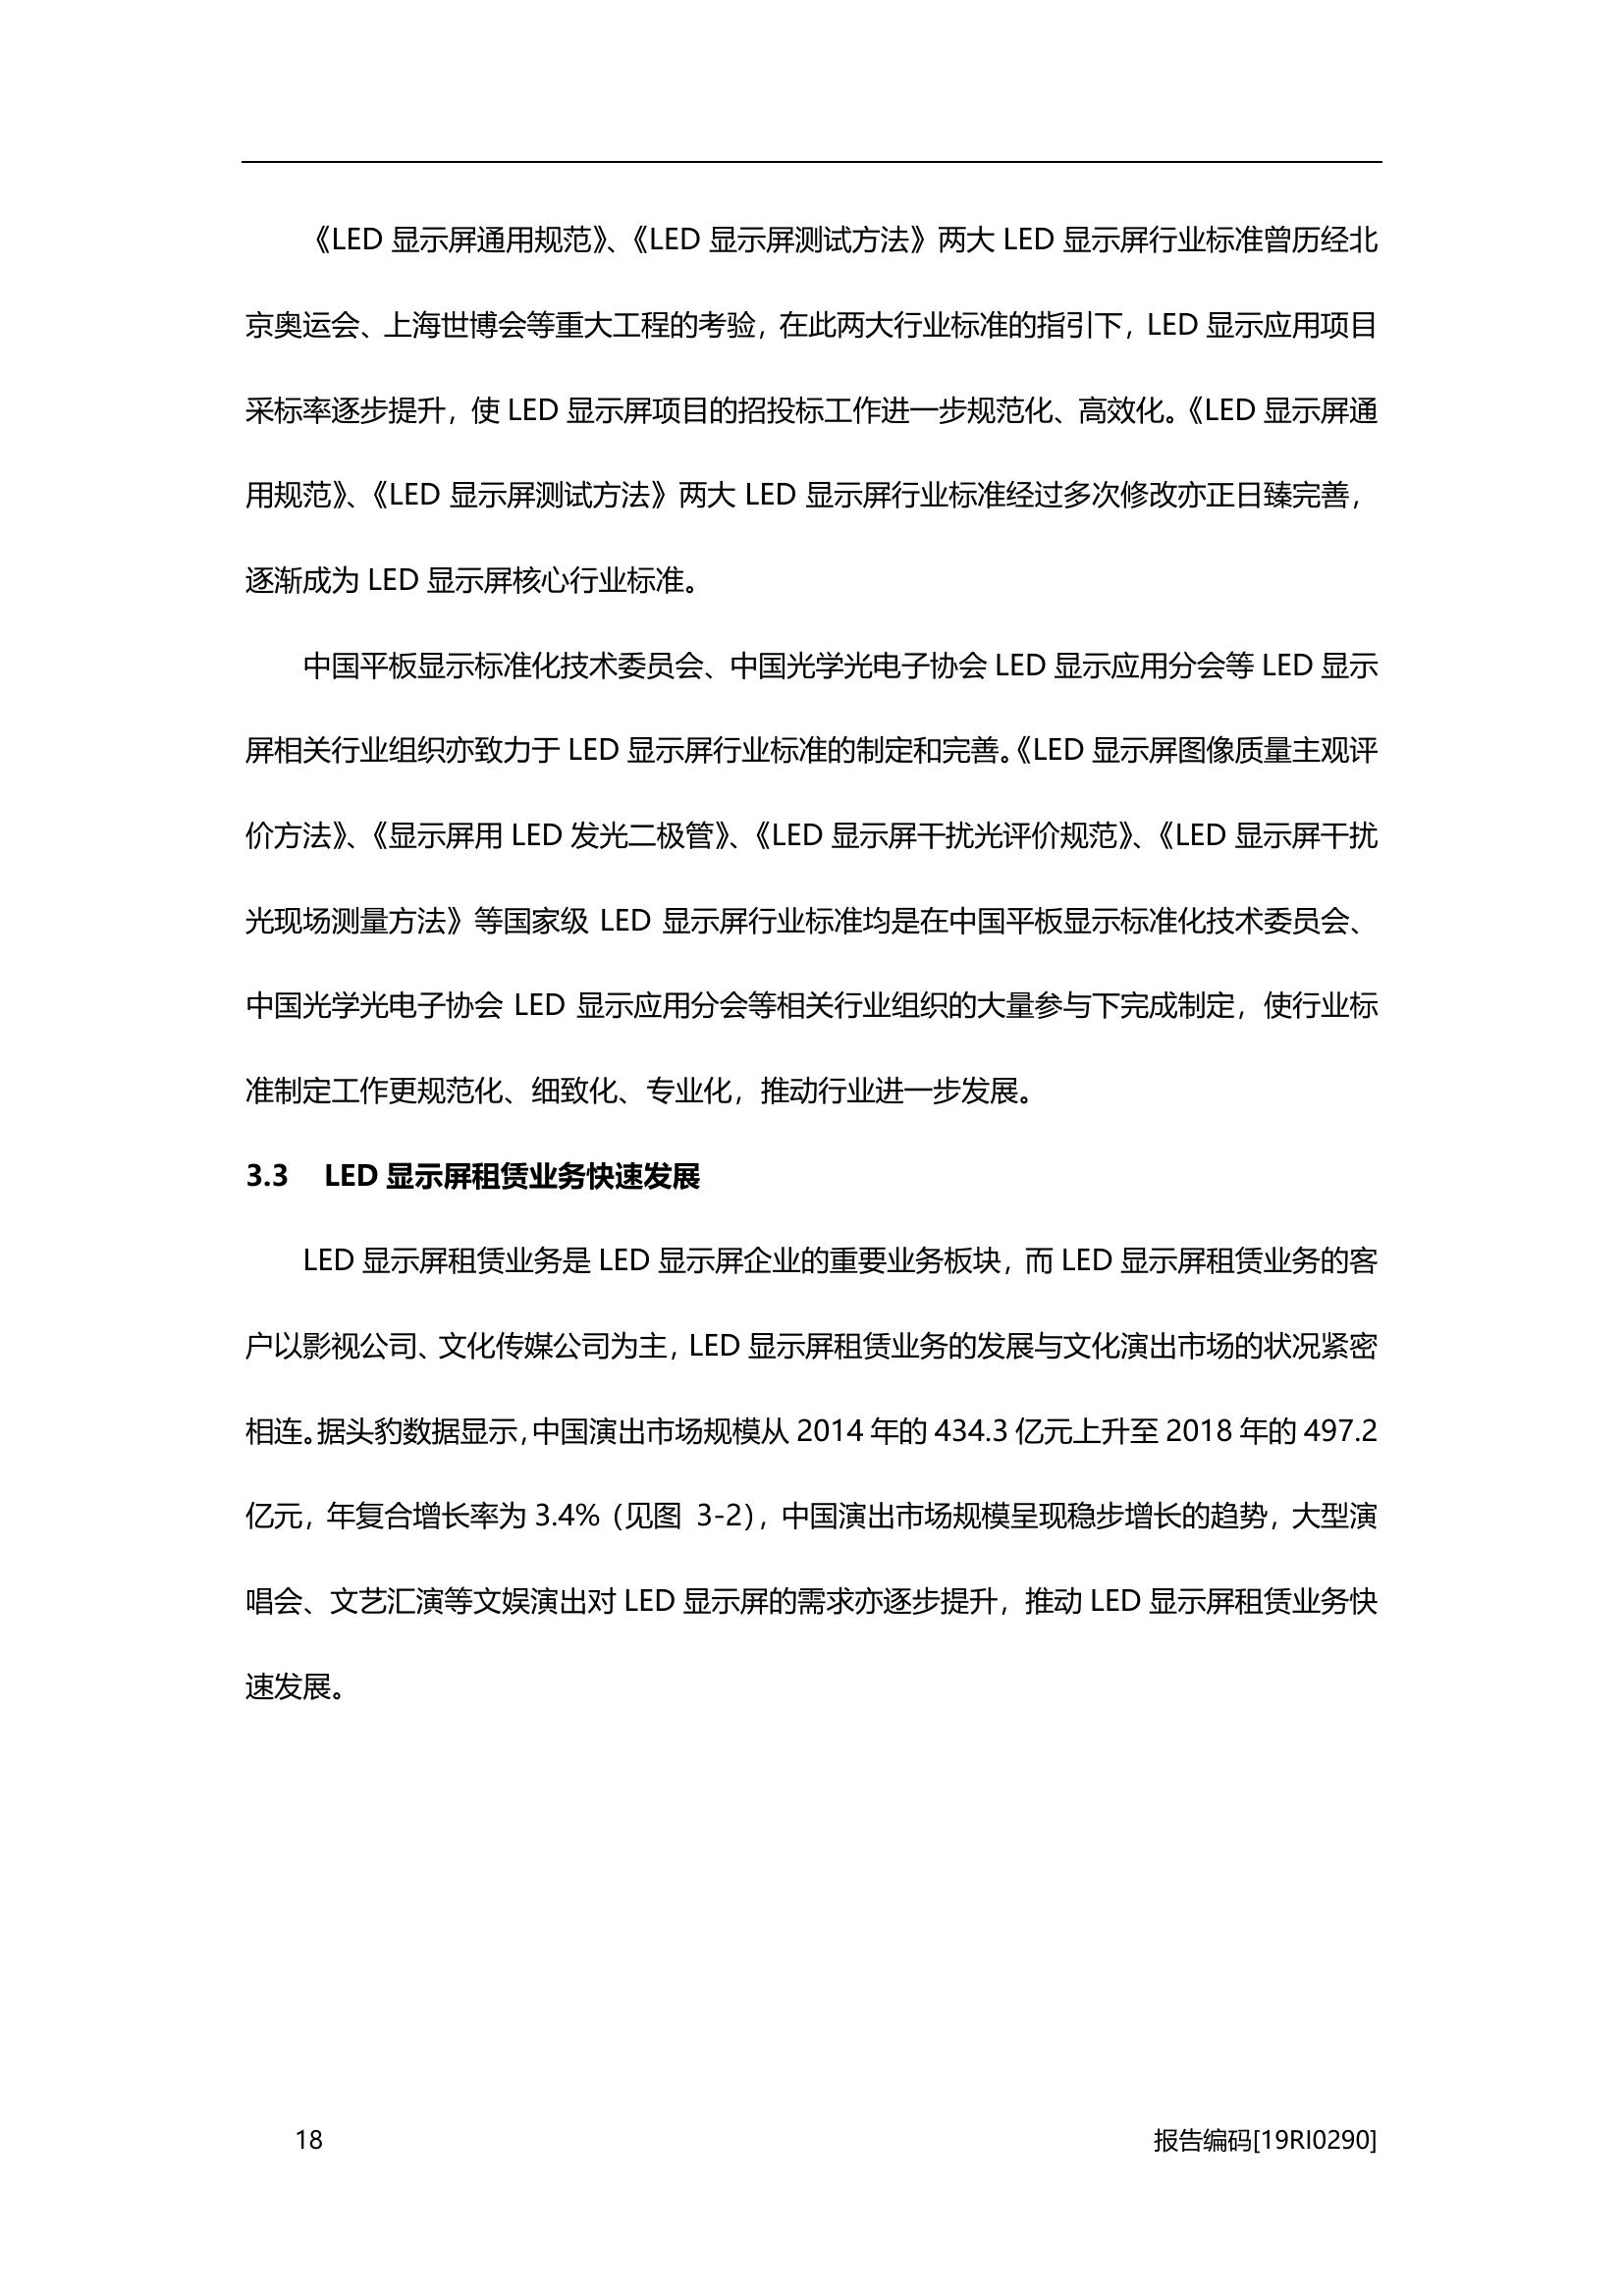 《LED 显示屏通用规范》、《LED 显示屏测试方法》两大 LED 显示屏行业标准曾历经北
京奥运会、上海世博会等重大工程的考验，在此两大行业标准的指引下，LED 显示应用项目
采标率逐步提升，使 LED 显示屏项目的招投标工作进一步规范化、高效化。《LED 显示屏通
用规范》、《LED 显示屏测试方法》两大 LED 显示屏行业标准经过多次修改亦正日臻完善，
逐渐成为 LED 显示屏核心行业标准。
中国平板显示标准化技术委员会、中国光学光电子协会 LED 显示应用分会等 LED 显示
屏相关行业组织亦致力于 LED 显示屏行业标准的制定和完善。《LED 显示屏图像质量主观评
价方法》、《显示屏用 LED 发光二极管》、《LED 显示屏干扰光评价规范》、《LED 显示屏干扰
光现场测量方法》等国家级 LED 显示屏行业标准均是在中国平板显示标准化技术委员会、
中国光学光电子协会 LED 显示应用分会等相关行业组织的大量参与下完成制定，使行业标
准制定工作更规范化、细致化、专业化，推动行业进一步发展。
3.3 LED 显示屏租赁业务快速发展
LED 显示屏租赁业务是 LED 显示屏企业的重要业务板块，而 LED 显示屏租赁业务的客
户以影视公司、文化传媒公司为主，LED 显示屏租赁业务的发展与文化演出市场的状况紧密
相连。据头豹数据显示，中国演出市场规模从 2014 年的 434.3 亿元上升至 2018 年的 497.2
亿元，年复合增长率为 3.4%（见图 3-2），中国演出市场规模呈现稳步增长的趋势，大型演
唱会、文艺汇演等文娱演出对 LED 显示屏的需求亦逐步提升，推动 LED 显示屏租赁业务快
速发展。
18 报告编码[19RI0290]